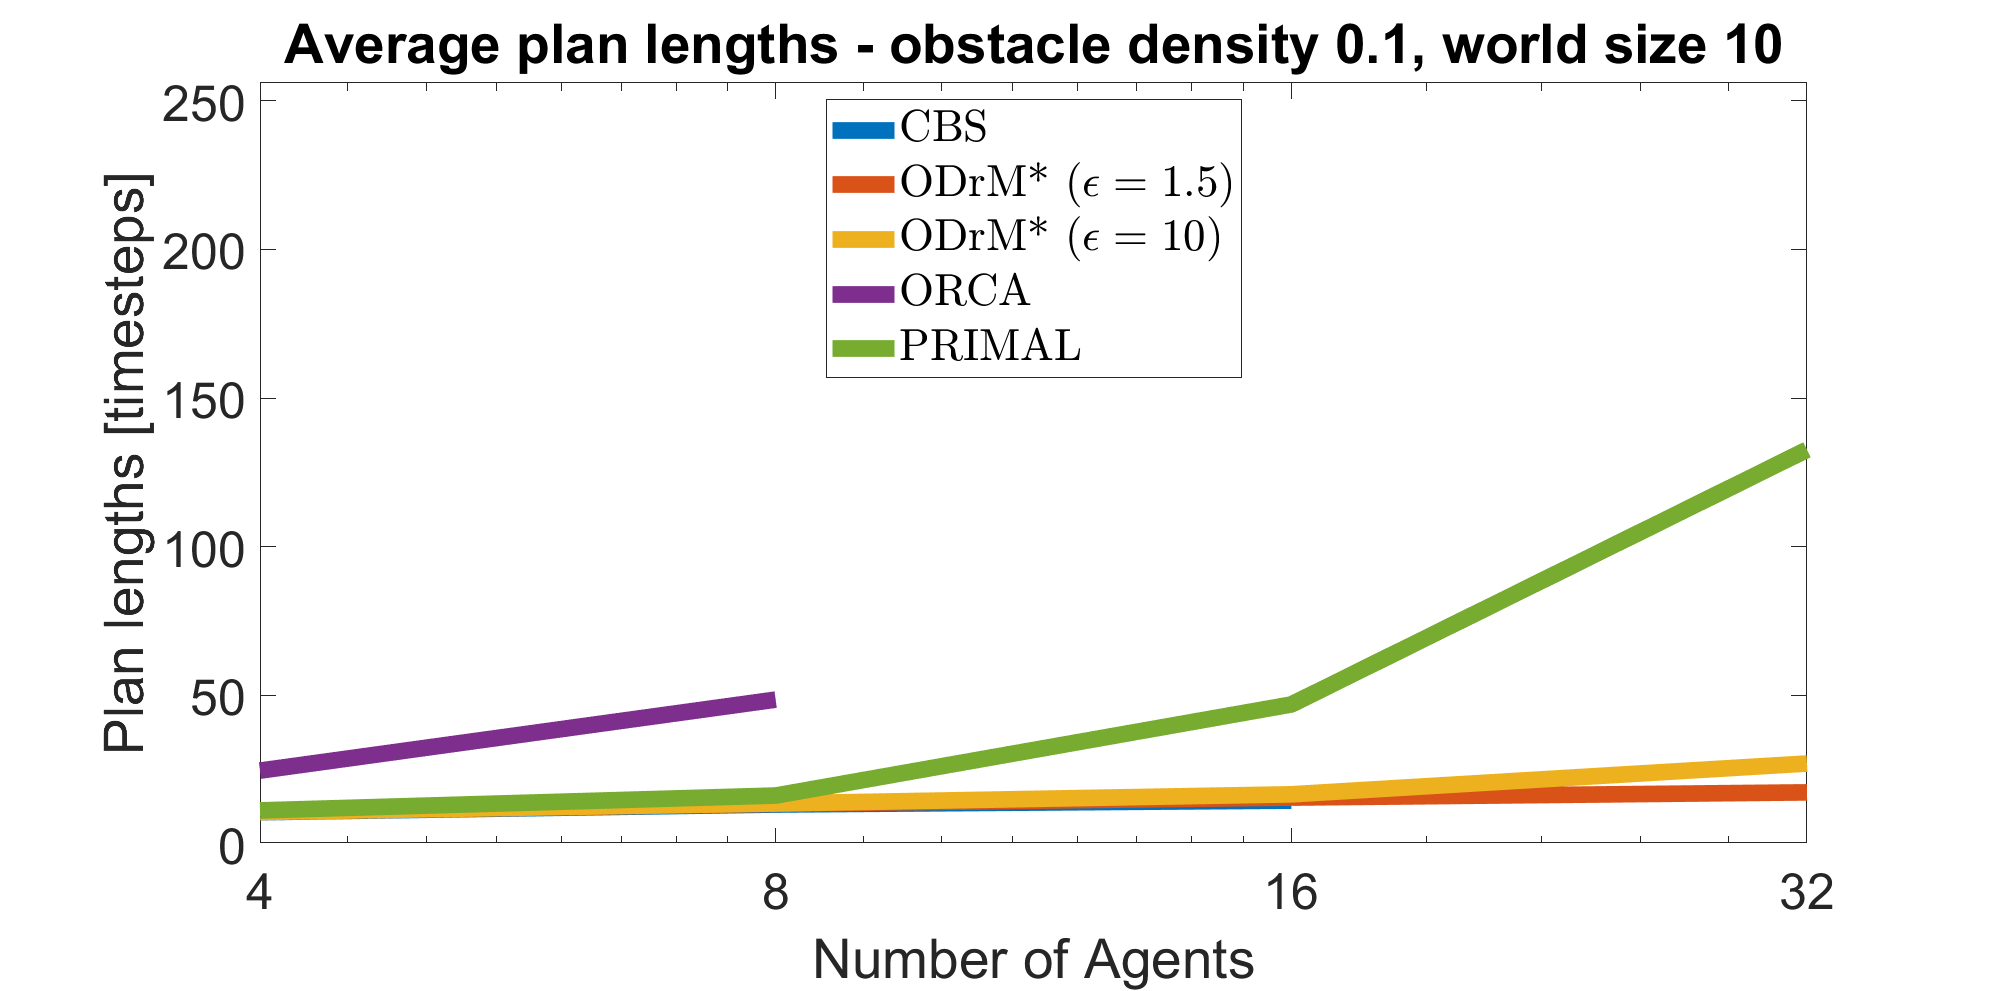 Average plan lengths - obstacle density 0.1, world size 10
250
200
150
100
50
0
Plan lengths [timesteps]
CBS
ODrM* (ϵ = 1.5)
ODrM* (ϵ = 10)
ORCA
PRIMAL
4 8 16 32
Number of Agents